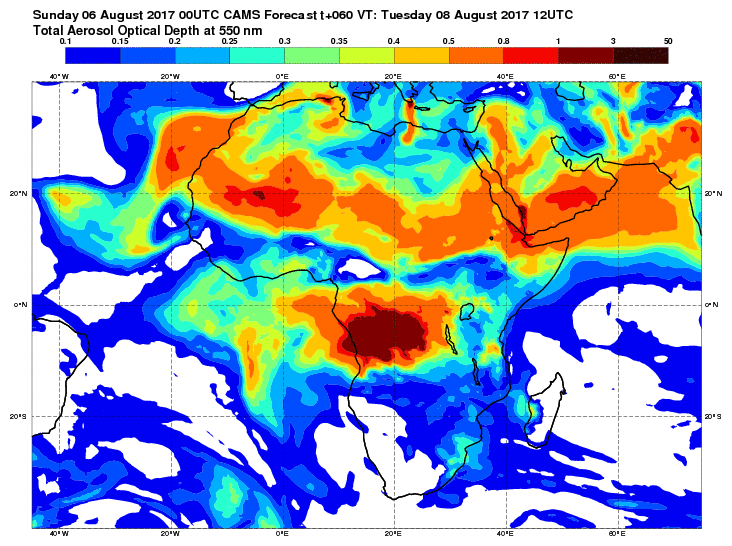 Sunday 06 August 2017 00UTC CAMS Forecast t+060 VT: Tuesday 08 August 2017 12UTC
Total Aerosol Optical Depth at 550 nm
0.1 0.15 0.2 0.25 0.3 0.35 0.4 0.5 0.8 1 3 50
40°W 20°W 0°E 20°E 40°E 60°E
20°N 20°N
0°N 0°N
20°S 20°S
40°W 20°W 0°E 20°E 40°E 60°E